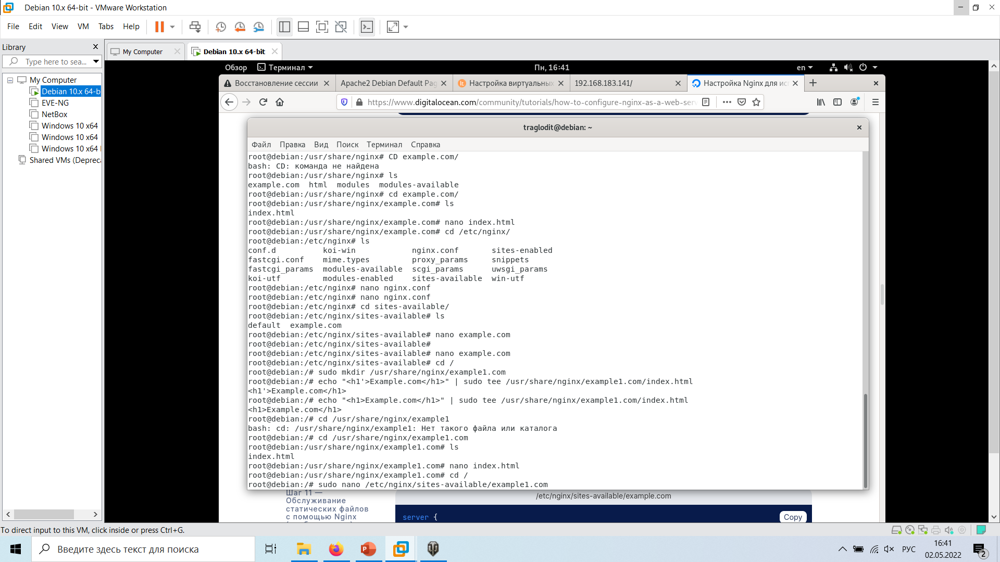 Debian 10.x 64-bit - VMware Workstation
File Edit View VM Tabs Help
Library
Type here to sea...
My Computer
Debian 10.x 64-b
EVE-NG
NetBox
Windows 10 x64
Windows 10 x64
Windows 10 x64
Shared VMs (Depreca
My Computer
Debian 10.x 64-bit
Обзор Терминал Пн, 16:41 en
Восстановление сессии
Apache2 Debian Default Pag
Настройка виртуальных
192.168.183.141/
Настройка Nginx для исп
https://www.digitalocean.com/community/tutorials/how-to-configure-nginx-as-a-web-serv
traglodit@debian: ~
Файл Правка Вид Поиск Терминал Справка
root@debian:/usr/share/nginx# CD example.com/
bash: CD: команда не найдена
root@debian:/usr/share/nginx# ls
example.com  html  modules  modules-available
root@debian:/usr/share/nginx# cd example.com/
root@debian:/usr/share/nginx/example.com# ls
index.html
root@debian:/usr/share/nginx/example.com# nano index.html
root@debian:/usr/share/nginx/example.com# cd /etc/nginx/
root@debian:/etc/nginx# ls
conf.d          koi-win            nginx.conf       sites-enabled
fastcgi.conf    mime.types         proxy_params     snippets
fastcgi_params  modules-available  scgi_params      uwsgi_params
koi-utf         modules-enabled    sites-available  win-utf
root@debian:/etc/nginx# nano nginx.conf
root@debian:/etc/nginx# nano nginx.conf
root@debian:/etc/nginx# cd sites-available/
root@debian:/etc/nginx/sites-available# ls
default  example.com
root@debian:/etc/nginx/sites-available# nano example.com
root@debian:/etc/nginx/sites-available#
root@debian:/etc/nginx/sites-available# nano example.com
root@debian:/etc/nginx/sites-available# cd /
root@debian:/# sudo mkdir /usr/share/nginx/example1.com
root@debian:/# echo "<h1'>Example.com</h1>" | sudo tee /usr/share/nginx/example1.com/index.html
<h1'>Example.com</h1>
root@debian:/# echo "<h1>Example.com</h1>" | sudo tee /usr/share/nginx/example1.com/index.html
<h1>Example.com</h1>
root@debian:/# cd /usr/share/nginx/example1
bash: cd: /usr/share/nginx/example1: Нет такого файла или каталога
root@debian:/# cd /usr/share/nginx/example1.com
root@debian:/usr/share/nginx/example1.com# ls
index.html
root@debian:/usr/share/nginx/example1.com# nano index.html
root@debian:/usr/share/nginx/example1.com# cd /
root@debian:/# sudo nano /etc/nginx/sites-available/example1.com
Шаг 11 —
Обслуживание
статических файлов
с помощью Nginx
/etc/nginx/sites-available/example.com
server {
Copy
To direct input to this VM, click inside or press Ctrl+G.
Введите здесь текст для поиска
РУС
16:41
02.05.2022
2